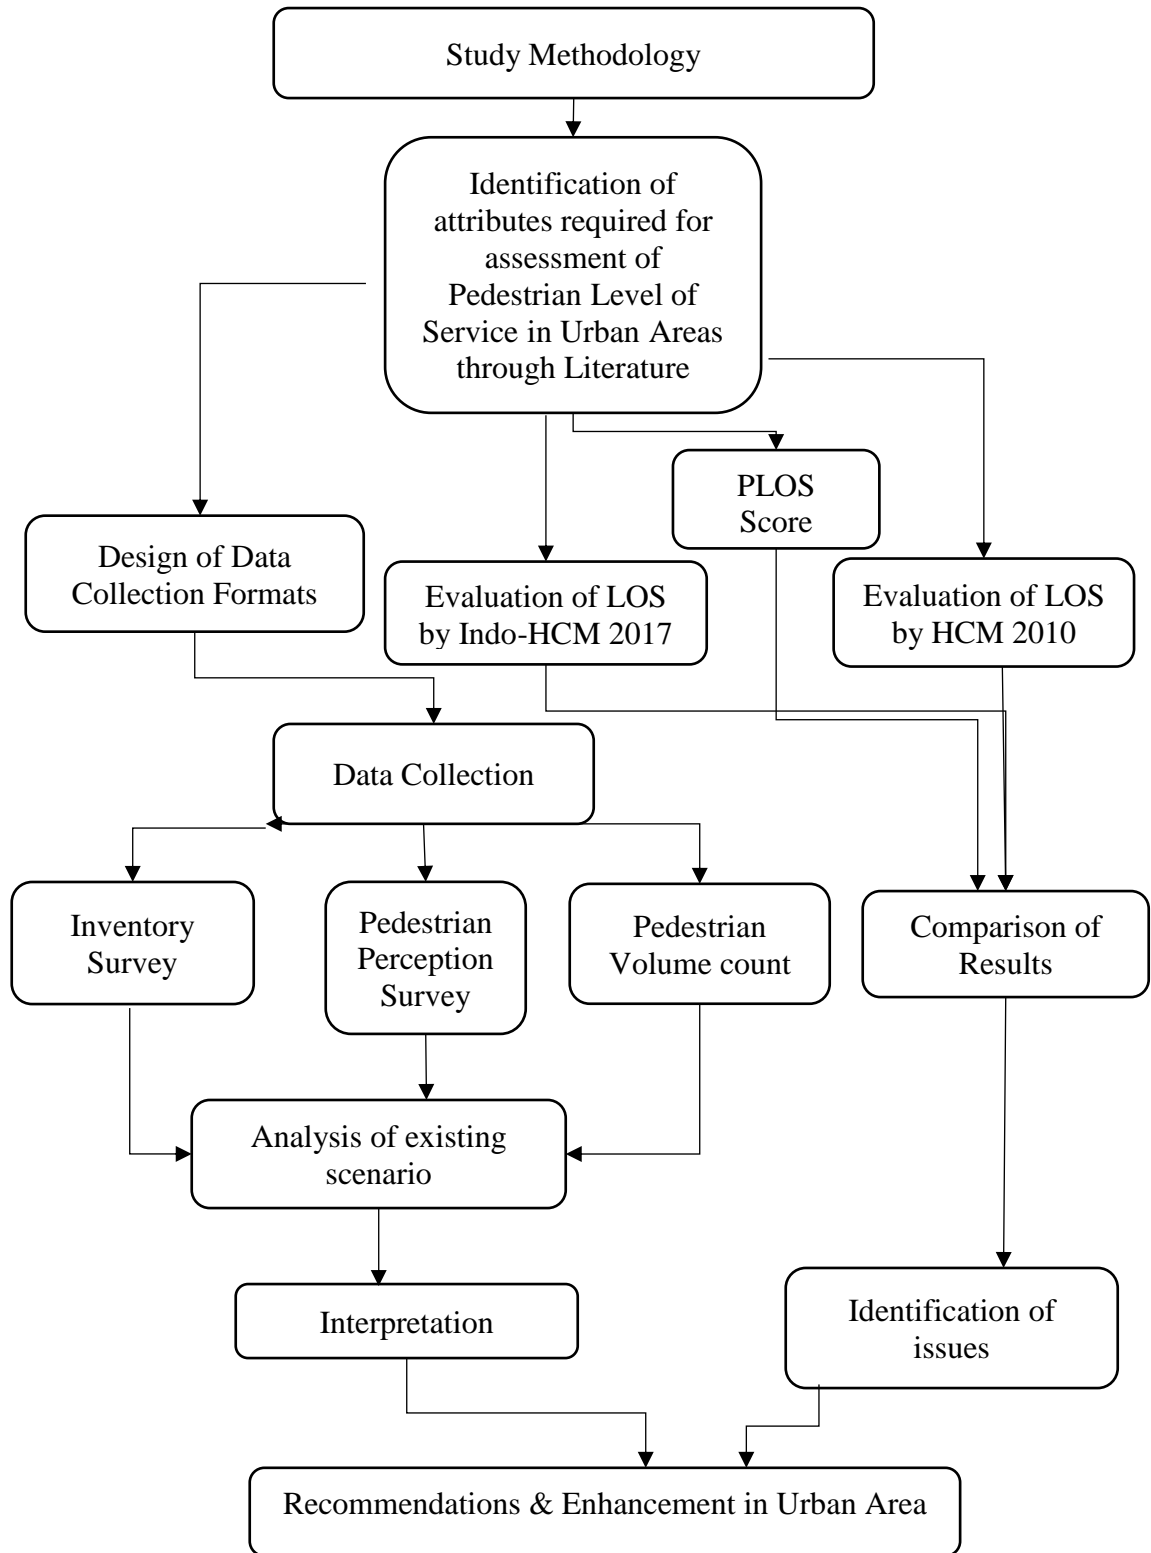 Study Methodology
Identification of
attributes required for
assessment of
Pedestrian Level of
Service in Urban Areas
through Literature
PLOS
Score
Design of Data
Collection Formats
Evaluation of LOS
by Indo-HCM 2017
Evaluation of LOS
by HCM 2010
Data Collection
Inventory
Survey
Pedestrian
Perception
Survey
Pedestrian
Volume count
Comparison of
Results
Analysis of existing
scenario
Interpretation
Identification of
issues
Recommendations & Enhancement in Urban Area